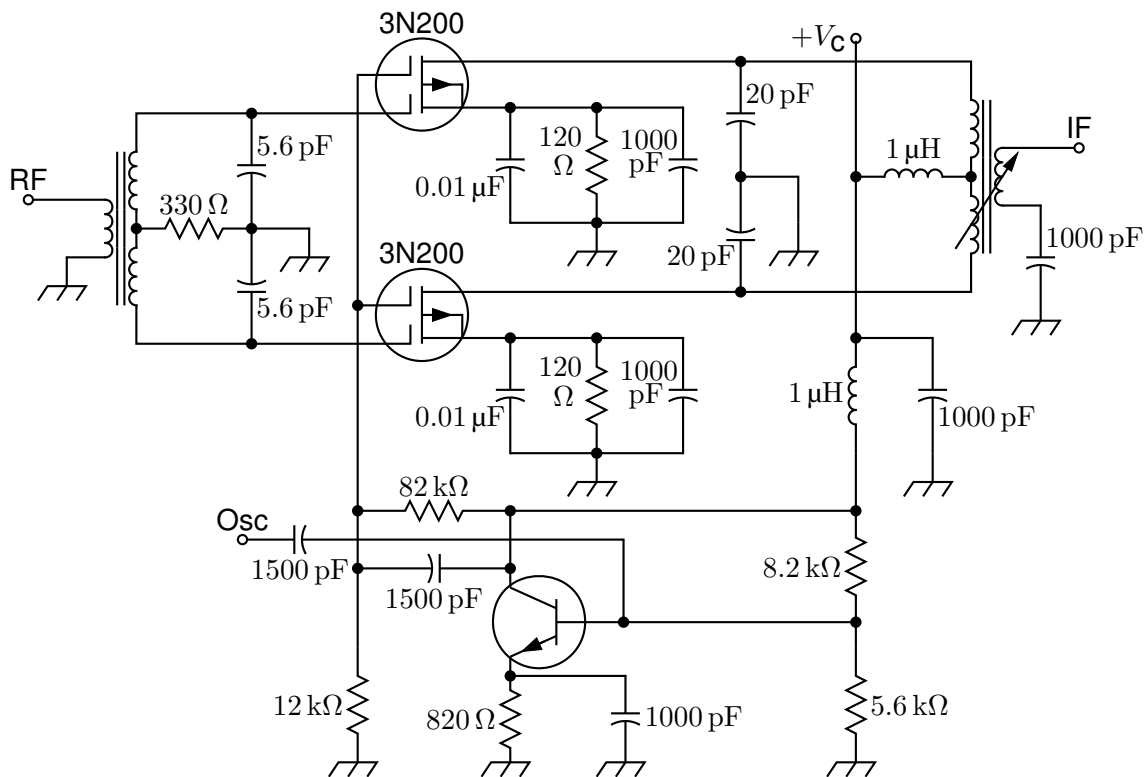 3N200
+VC
20 pF
5.6 pF
120
Ω
1000
pF
0.01 µF
1 µH
IF
RF
330 Ω
1000 pF
3N200
20 pF
5.6 pF
120
Ω
1000
pF
0.01 µF
1 µH
1000 pF
82 kΩ
Osc
1500 pF
8.2 kΩ
1500 pF
12 kΩ
820 Ω
1000 pF
5.6 kΩ